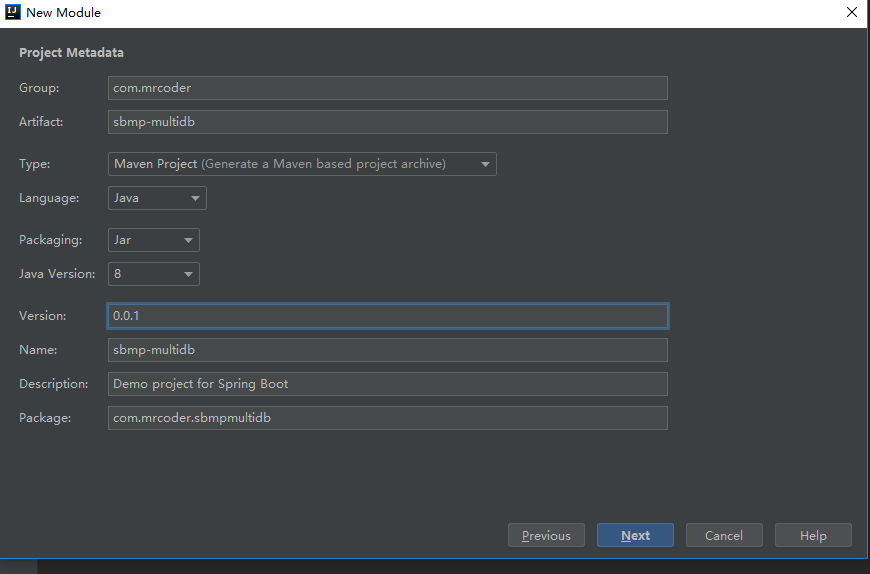 IJ New Module
Project Metadata
Group: com.mrcoder
Artifact: sbmp-multidb
Type: Maven Project (Generate a Maven based project archive)
Language: Java
Packaging: Jar
Java Version: 8
Version: 0.0.1
Name: sbmp-multidb
Description: Demo project for Spring Boot
Package: com.mrcoder.sbmpmultidb
Previous Next Cancel Help